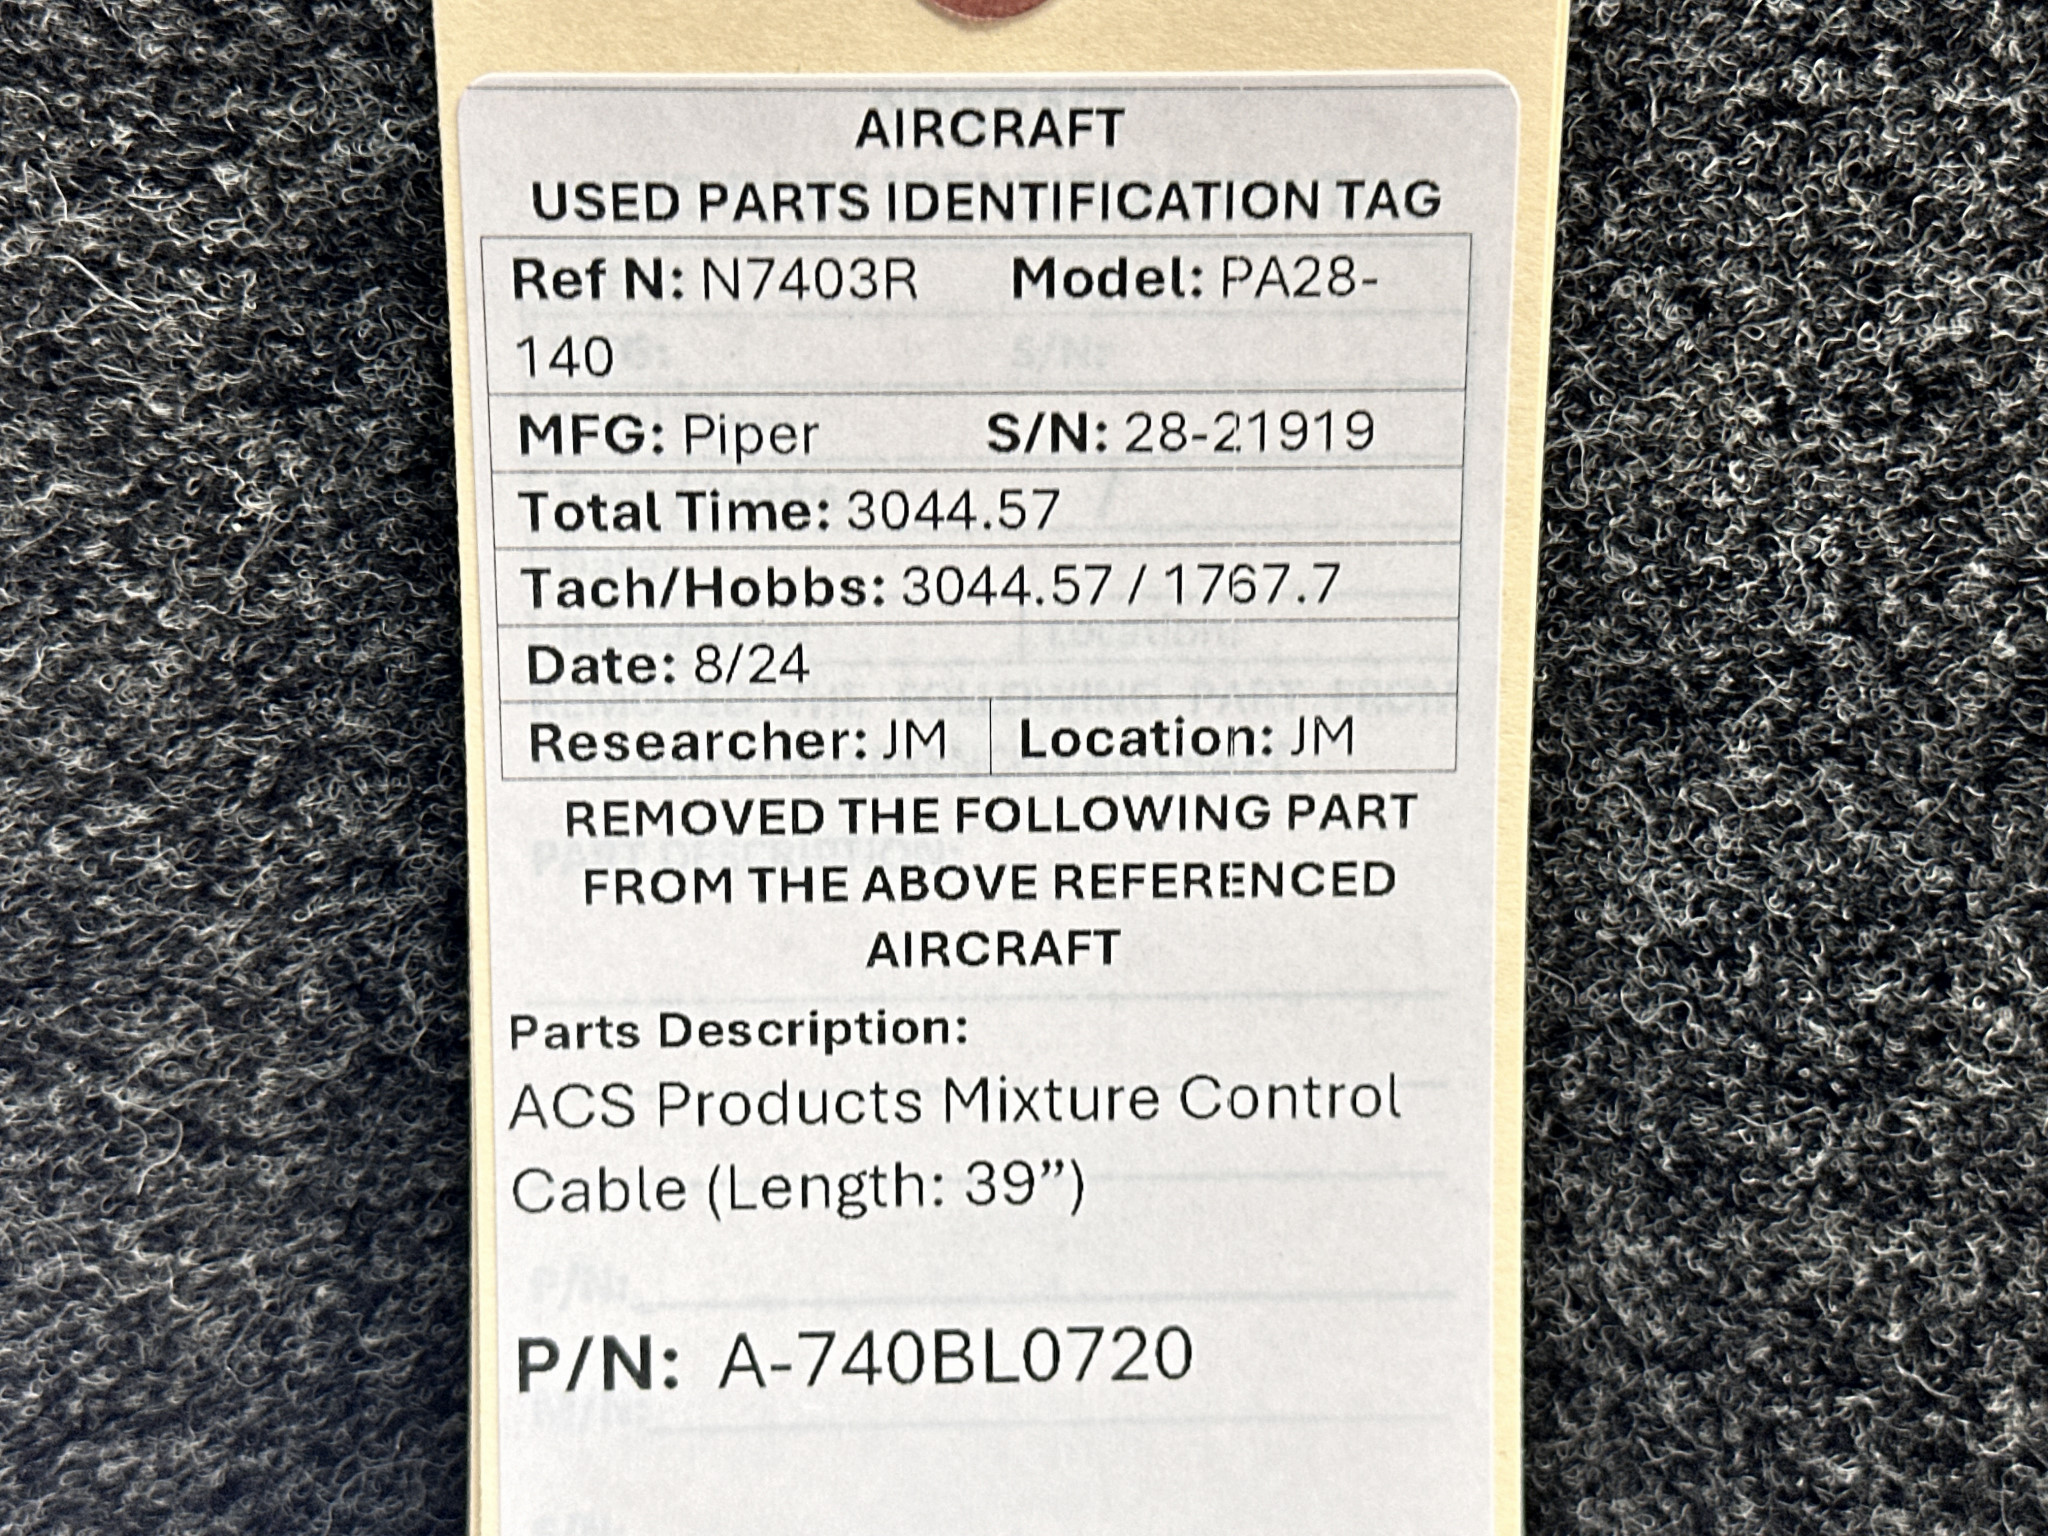 AIRCRAFT
USED PARTS IDENTIFICATION TAG
Ref N: N7403R Model: PA28-
140
MFG: Piper S/N: 28-21919
Total Time: 3044.57
Tach/Hobbs: 3044.57 / 1767.7
Date: 8/24
Researcher: JM Location: JM
REMOVED THE FOLLOWING PART
FROM THE ABOVE REFERENCED
AIRCRAFT
Parts Description:
ACS Products Mixture Control
Cable (Length: 39”)
P/N:
P/N: A-740BL0720
M/N: